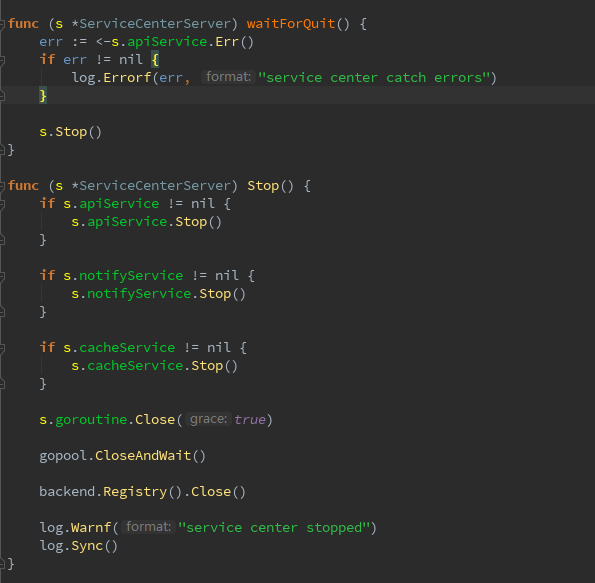 func (s *ServiceCenterServer) waitForQuit() {
    err := <-s.apiService.Err()
    if err != nil {
        log.Errorf(err, format: "service center catch errors")
    }

    s.Stop()
}

func (s *ServiceCenterServer) Stop() {
    if s.apiService != nil {
        s.apiService.Stop()
    }

    if s.notifyService != nil {
        s.notifyService.Stop()
    }

    if s.cacheService != nil {
        s.cacheService.Stop()
    }

    s.goroutine.Close( grace: true)

    gopool.CloseAndWait()

    backend.Registry().Close()

    log.Warnf( format: "service center stopped")
    log.Sync()
}